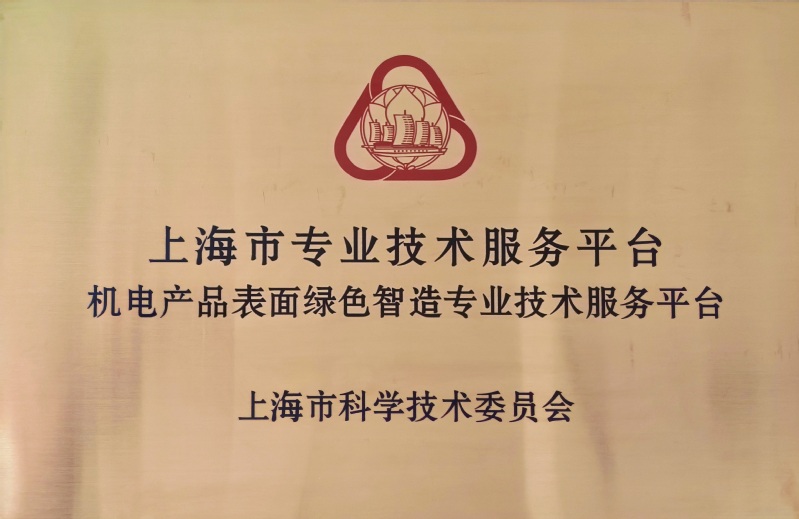 上海市专业技术服务平台
机电产品表面绿色智造专业技术服务平台
上海市科学技术委员会